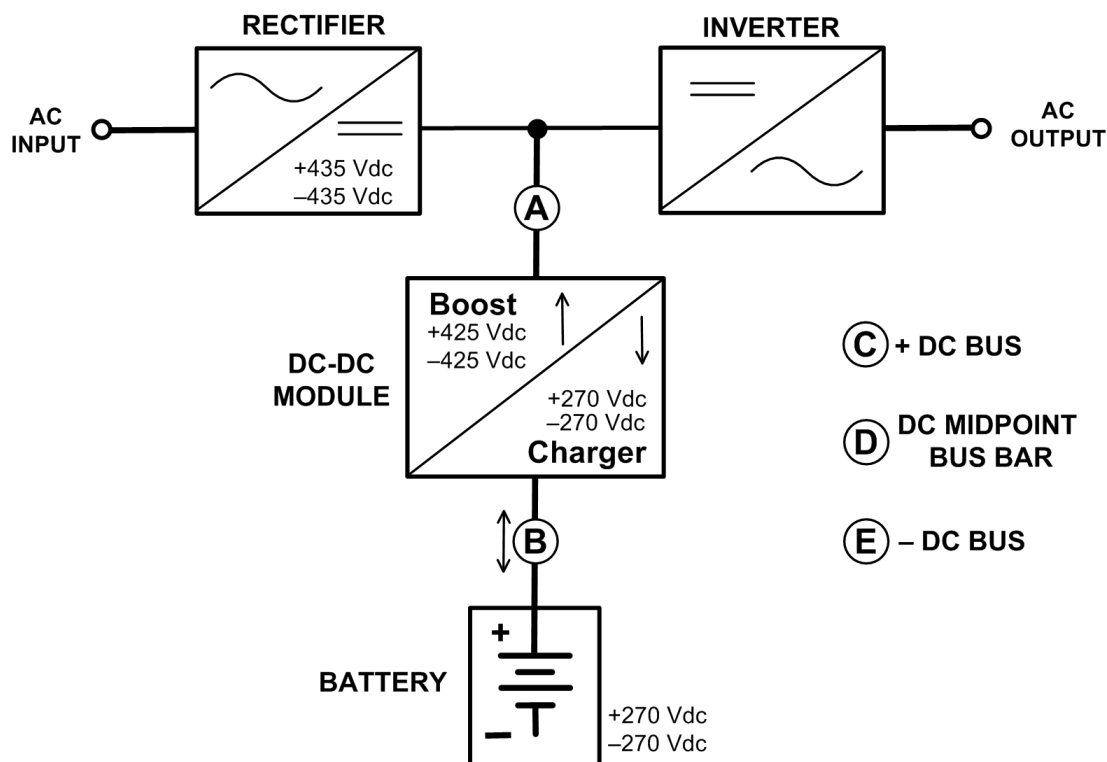 RECTIFIER
INVERTER
AC
INPUT
+435 Vdc
–435 Vdc
AC
OUTPUT
A
Boost
+425 Vdc
–425 Vdc
DC-DC
MODULE
+270 Vdc
–270 Vdc
Charger
C + DC BUS
D DC MIDPOINT
BUS BAR
E – DC BUS
B
BATTERY
+
–
+270 Vdc
–270 Vdc